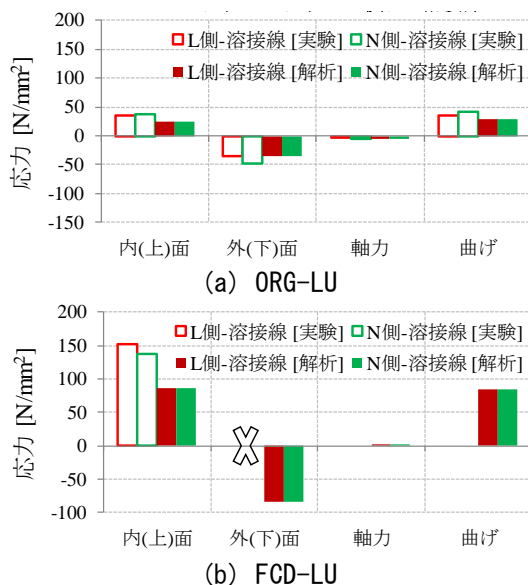 200
150
100
50
0
-50
-100
-150
応力 [N/mm²]
L側-溶接線 [実験] N側-溶接線 [実験]
L側-溶接線 [解析] N側-溶接線 [解析]
内(上)面 外(下)面 軸力 曲げ
(a) ORG-LU
200
150
100
50
0
-50
-100
応力 [N/mm²]
L側-溶接線 [実験] N側-溶接線 [実験]
L側-溶接線 [解析] N側-溶接線 [解析]
内(上)面 外(下)面 軸力 曲げ
(b) FCD-LU